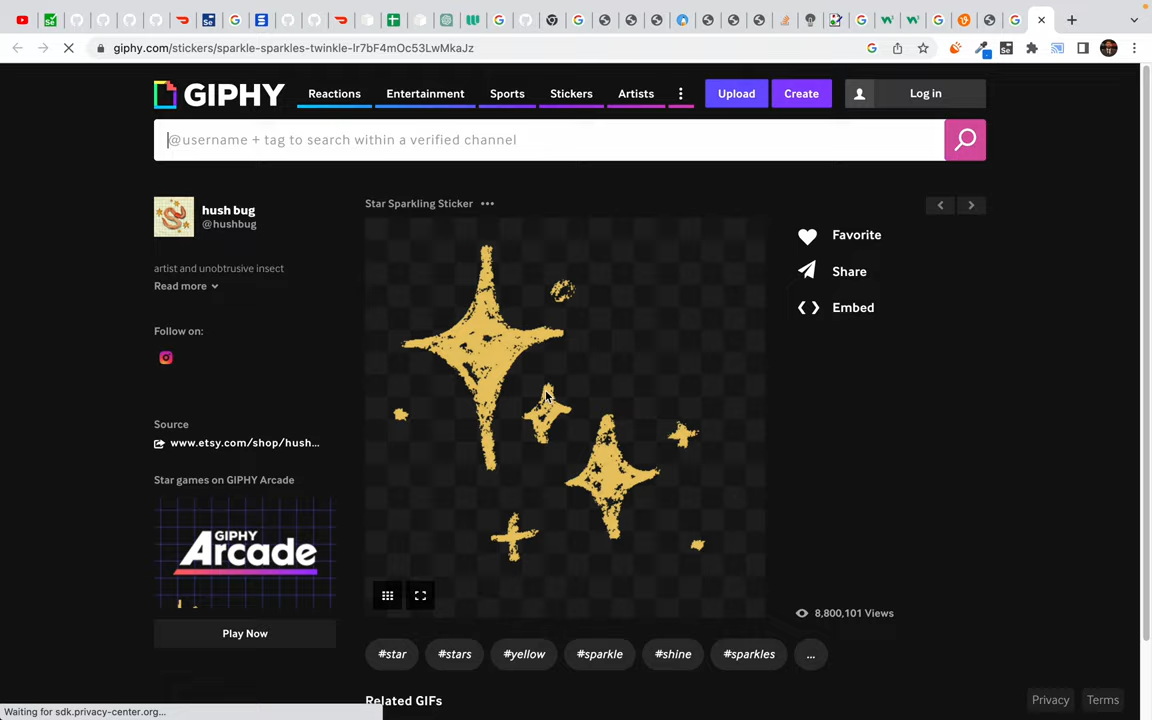 giphy.com/stickers/sparkle-sparkles-twinkle-Ir7bF4mOc53LwMkaJz
GIPHY
Reactions
Entertainment
Sports
Stickers
Artists
Upload
Create
Log in
@username + tag to search within a verified channel
hush bug
@hushbug
Star Sparkling Sticker
Favorite
artist and unobtrusive insect
Read more
Share
Embed
Follow on:
Source
www.etsy.com/shop/hush...
Star games on GIPHY Arcade
GIPHY
Arcade
Play Now
8,800,101 Views
#star
#stars
#yellow
#sparkle
#shine
#sparkles
...
Related GIFs
Privacy
Terms
Waiting for sdk.privacy-center.org...